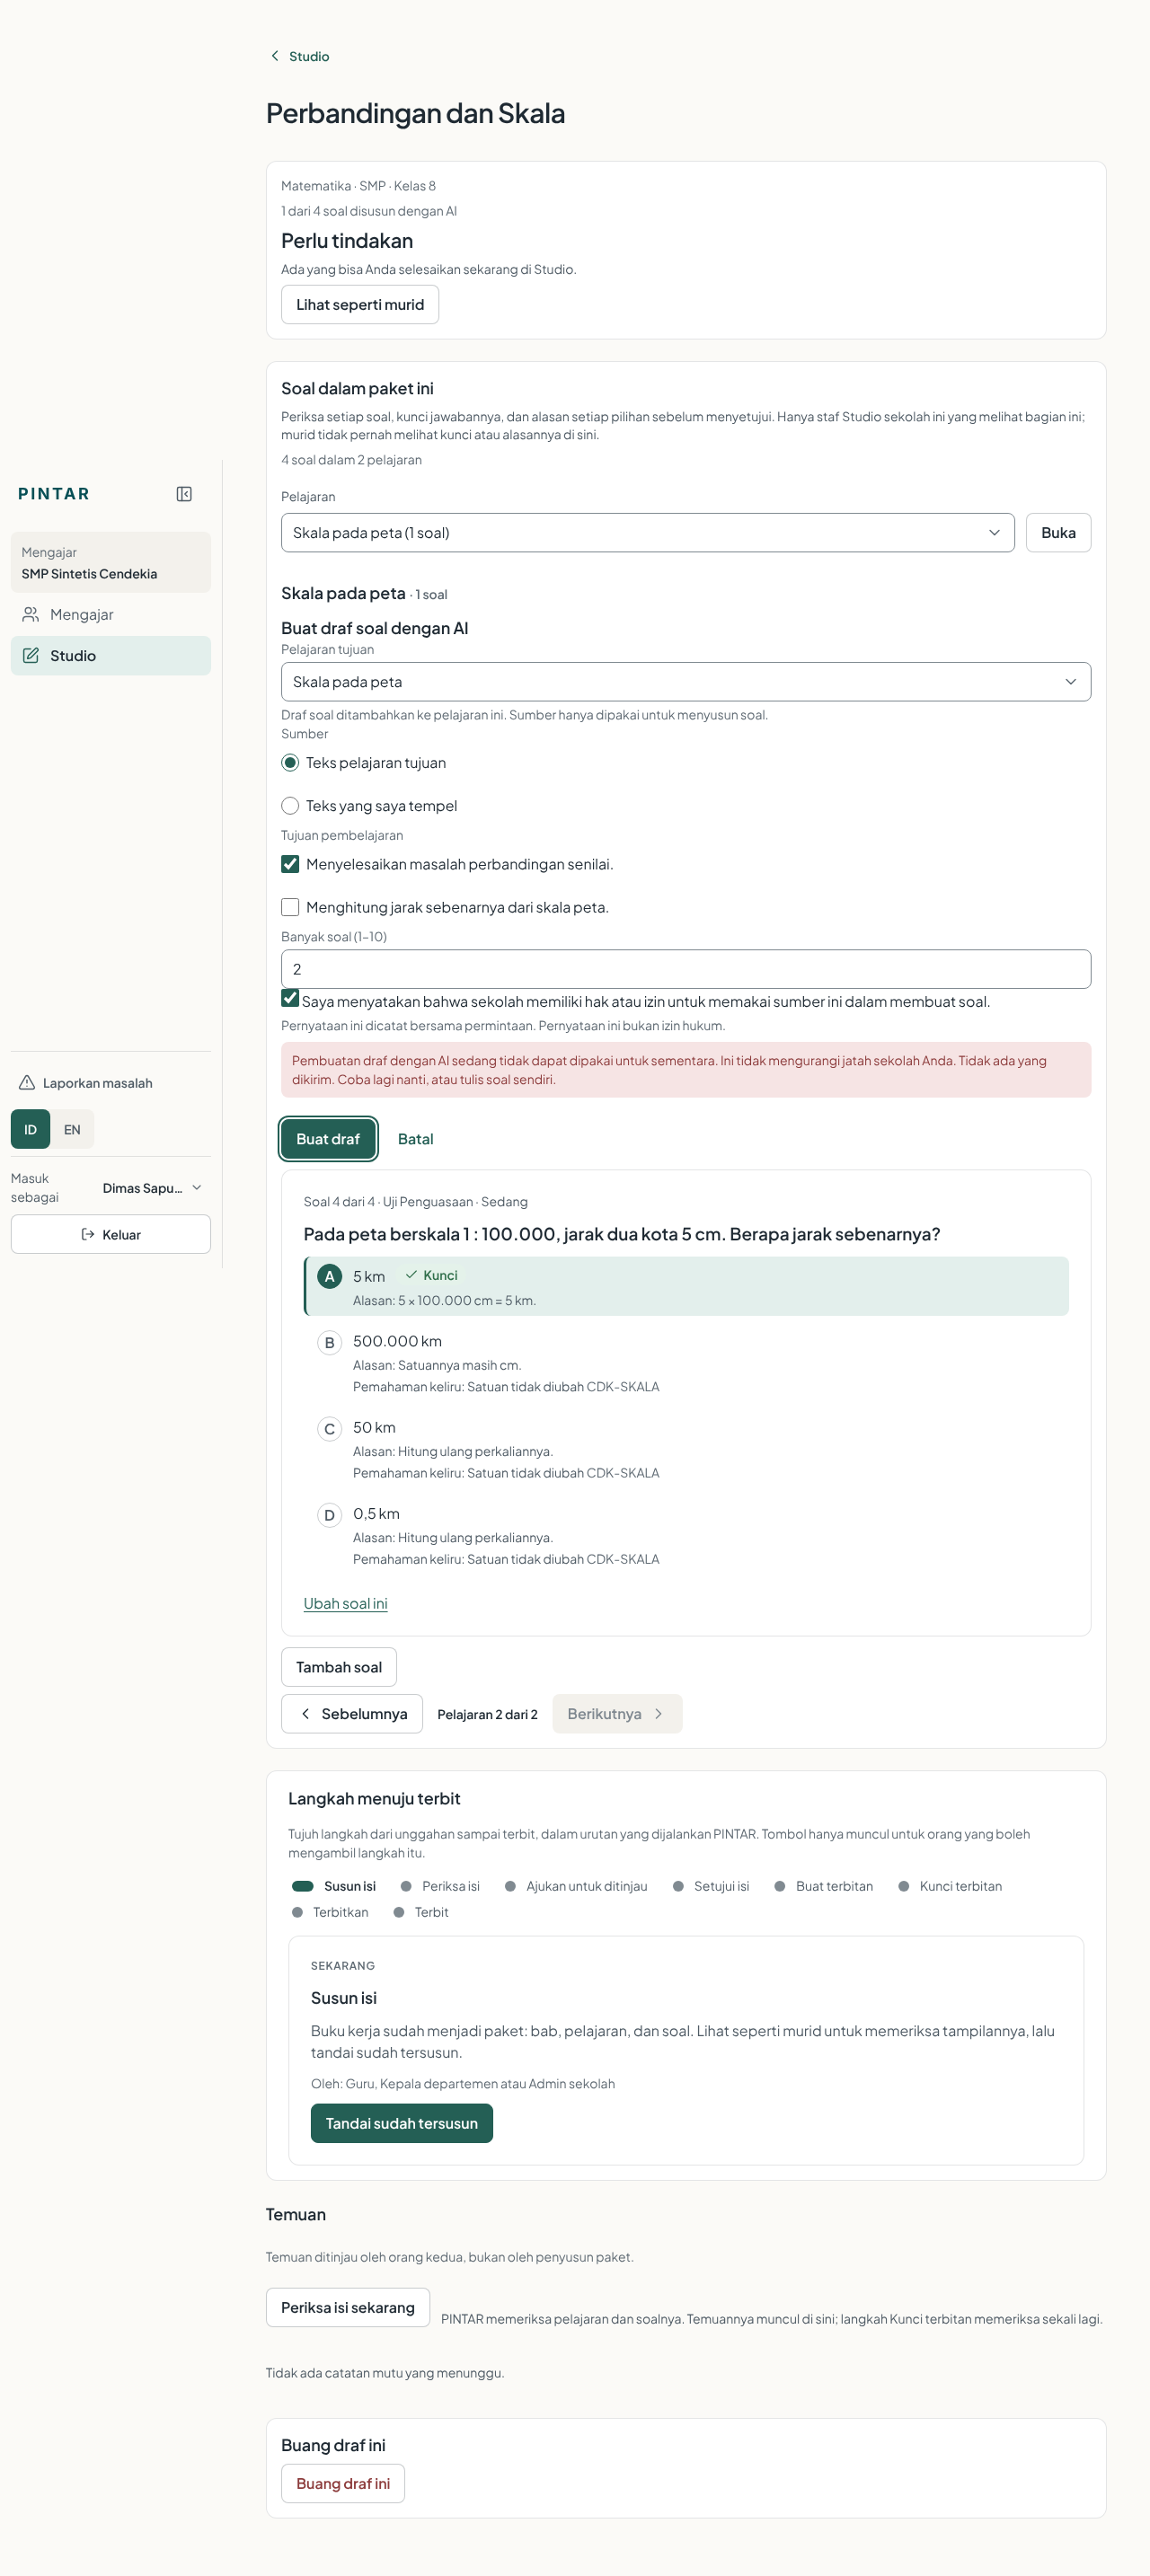 Studio
Perbandingan dan Skala
Matematika · SMP · Kelas 8
1 dari 4 soal disusun dengan AI
Perlu tindakan
Ada yang bisa Anda selesaikan sekarang di Studio.
Lihat seperti murid
Soal dalam paket ini
Periksa setiap soal, kunci jawabannya, dan alasan setiap pilihan sebelum menyetujui. Hanya staf Studio sekolah ini yang melihat bagian ini;
murid tidak pernah melihat kunci atau alasannya di sini.
4 soal dalam 2 pelajaran
Pelajaran
Skala pada peta (1 soal)
Buka
Skala pada peta · 1 soal
Buat draf soal dengan AI
Pelajaran tujuan
Skala pada peta
Draf soal ditambahkan ke pelajaran ini. Sumber hanya dipakai untuk menyusun soal.
Sumber
Teks pelajaran tujuan
Teks yang saya tempel
Tujuan pembelajaran
Menyelesaikan masalah perbandingan senilai.
Menghitung jarak sebenarnya dari skala peta.
Banyak soal (1–10)
2
Saya menyatakan bahwa sekolah memiliki hak atau izin untuk memakai sumber ini dalam membuat soal.
Pernyataan ini dicatat bersama permintaan. Pernyataan ini bukan izin hukum.
Pembuatan draf dengan AI sedang tidak dapat dipakai untuk sementara. Ini tidak mengurangi jatah sekolah Anda. Tidak ada yang
dikirim. Coba lagi nanti, atau tulis soal sendiri.
Buat draf
Batal
Soal 4 dari 4 · Uji Penguasaan · Sedang
Pada peta berskala 1 : 100.000, jarak dua kota 5 cm. Berapa jarak sebenarnya?
A 5 km Kunci
Alasan: 5 × 100.000 cm = 5 km.
B 500.000 km
Alasan: Satuannya masih cm.
Pemahaman keliru: Satuan tidak diubah CDK-SKALA
C 50 km
Alasan: Hitung ulang perkaliannya.
Pemahaman keliru: Satuan tidak diubah CDK-SKALA
D 0,5 km
Alasan: Hitung ulang perkaliannya.
Pemahaman keliru: Satuan tidak diubah CDK-SKALA
Ubah soal ini
Tambah soal
Sebelumnya
Pelajaran 2 dari 2
Berikutnya
Langkah menuju terbit
Tujuh langkah dari unggahan sampai terbit, dalam urutan yang dijalankan PINTAR. Tombol hanya muncul untuk orang yang boleh
mengambil langkah itu.
Susun isi
Periksa isi
Ajukan untuk ditinjau
Setujui isi
Buat terbitan
Kunci terbitan
Terbitkan
Terbit
SEKARANG
Susun isi
Buku kerja sudah menjadi paket: bab, pelajaran, dan soal. Lihat seperti murid untuk memeriksa tampilannya, lalu
tandai sudah tersusun.
Oleh: Guru, Kepala departemen atau Admin sekolah
Tandai sudah tersusun
Temuan
Temuan ditinjau oleh orang kedua, bukan oleh penyusun paket.
Periksa isi sekarang
PINTAR memeriksa pelajaran dan soalnya. Temuannya muncul di sini; langkah Kunci terbitan memeriksa sekali lagi.
Tidak ada catatan mutu yang menunggu.
Buang draf ini
Buang draf ini
PINTAR
Mengajar
SMP Sintetis Cendekia
Mengajar
Studio
Laporkan masalah
ID
EN
Masuk
sebagai
Dimas Sapu...
Keluar